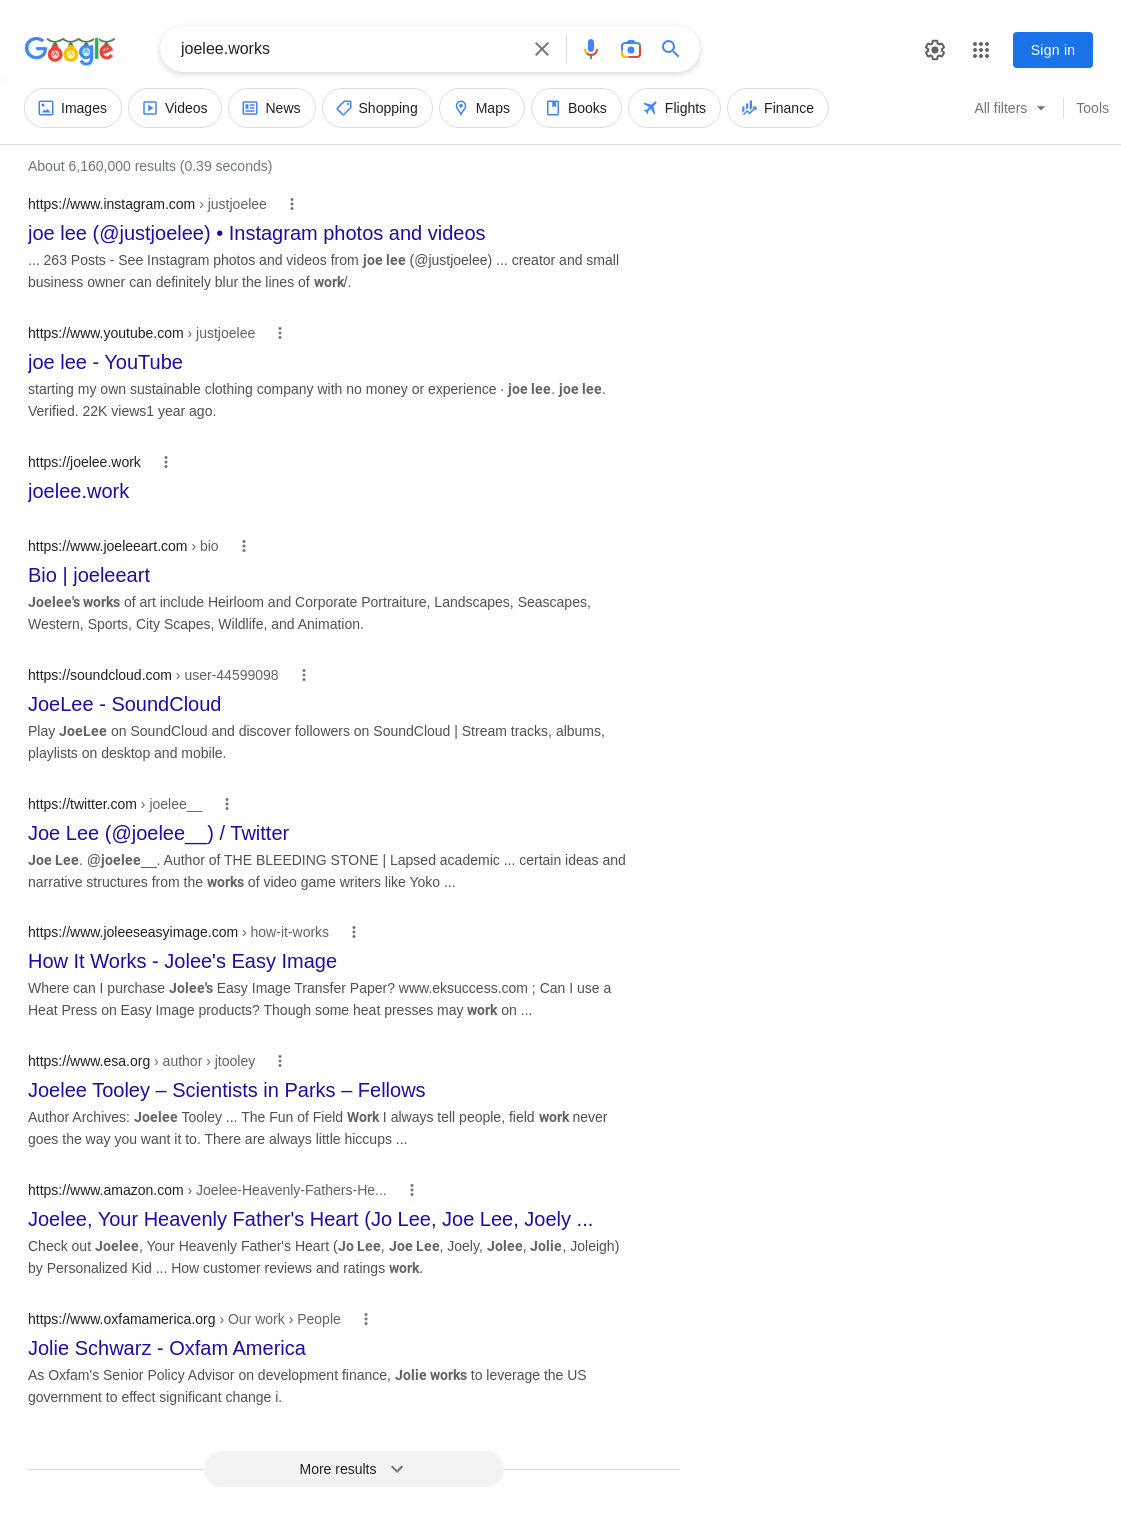 Google
joelee.works
Sign in
Images
Videos
News
Shopping
Maps
Books
Flights
Finance
All filters
Tools
About 6,160,000 results (0.39 seconds)
https://www.instagram.com › justjoelee
joe lee (@justjoelee) • Instagram photos and videos
... 263 Posts - See Instagram photos and videos from joe lee (@justjoelee) ... creator and small
business owner can definitely blur the lines of work/.
https://www.youtube.com › justjoelee
joe lee - YouTube
starting my own sustainable clothing company with no money or experience · joe lee. joe lee.
Verified. 22K views1 year ago.
https://joelee.work
joelee.work
https://www.joeleeart.com › bio
Bio | joeleeart
Joelee's works of art include Heirloom and Corporate Portraiture, Landscapes, Seascapes,
Western, Sports, City Scapes, Wildlife, and Animation.
https://soundcloud.com › user-44599098
JoeLee - SoundCloud
Play JoeLee on SoundCloud and discover followers on SoundCloud | Stream tracks, albums,
playlists on desktop and mobile.
https://twitter.com › joelee__
Joe Lee (@joelee__) / Twitter
Joe Lee. @joelee__. Author of THE BLEEDING STONE | Lapsed academic ... certain ideas and
narrative structures from the works of video game writers like Yoko ...
https://www.joleeseasyimage.com › how-it-works
How It Works - Jolee's Easy Image
Where can I purchase Jolee's Easy Image Transfer Paper? www.eksuccess.com ; Can I use a
Heat Press on Easy Image products? Though some heat presses may work on ...
https://www.esa.org › author › jtooley
Joelee Tooley – Scientists in Parks – Fellows
Author Archives: Joelee Tooley ... The Fun of Field Work I always tell people, field work never
goes the way you want it to. There are always little hiccups ...
https://www.amazon.com › Joelee-Heavenly-Fathers-He...
Joelee, Your Heavenly Father's Heart (Jo Lee, Joe Lee, Joely ...
Check out Joelee, Your Heavenly Father's Heart (Jo Lee, Joe Lee, Joely, Jolee, Jolie, Joleigh)
by Personalized Kid ... How customer reviews and ratings work.
https://www.oxfamamerica.org › Our work › People
Jolie Schwarz - Oxfam America
As Oxfam's Senior Policy Advisor on development finance, Jolie works to leverage the US
government to effect significant change i.
More results